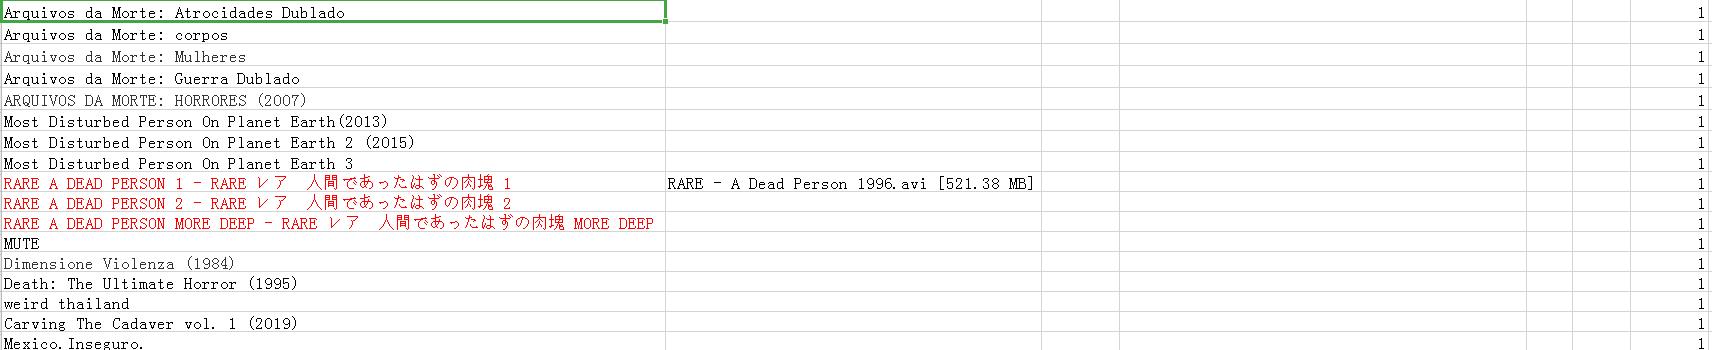 Arquivos da Morte: Atrocidades Dublado 1
Arquivos da Morte: corpos 1
Arquivos da Morte: Mulheres 1
Arquivos da Morte: Guerra Dublado 1
ARQUIVOS DA MORTE: HORRORES (2007) 1
Most Disturbed Person On Planet Earth(2013) 1
Most Disturbed Person On Planet Earth 2 (2015) 1
Most Disturbed Person On Planet Earth 3 1
RARE A DEAD PERSON 1 - RARE レア　人間であったはずの肉塊 1 RARE - A Dead Person 1996.avi [521.38 MB] 1
RARE A DEAD PERSON 2 - RARE レア　人間であったはずの肉塊 2 1
RARE A DEAD PERSON MORE DEEP - RARE レア　人間であったはずの肉塊 MORE DEEP 1
MUTE 1
Dimensione Violenza (1984) 1
Death: The Ultimate Horror (1995) 1
weird thailand 1
Carving The Cadaver vol. 1 (2019) 1
Mexico.Inseguro. 1